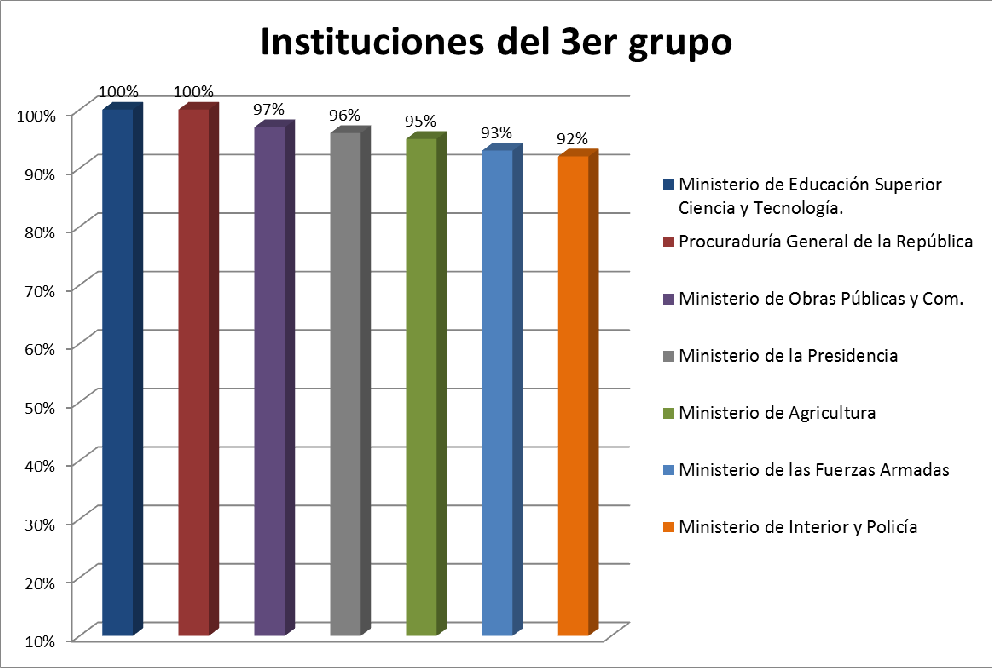 Instituciones del 3er grupo
100%
90%
80%
70%
60%
50%
40%
30%
20%
10%
100%
100%
97%
96%
95%
93%
92%
Ministerio de Educación Superior
Ciencia y Tecnología.
Procuraduría General de la República
Ministerio de Obras Públicas y Com.
Ministerio de la Presidencia
Ministerio de Agricultura
Ministerio de las Fuerzas Armadas
Ministerio de Interior y Policía